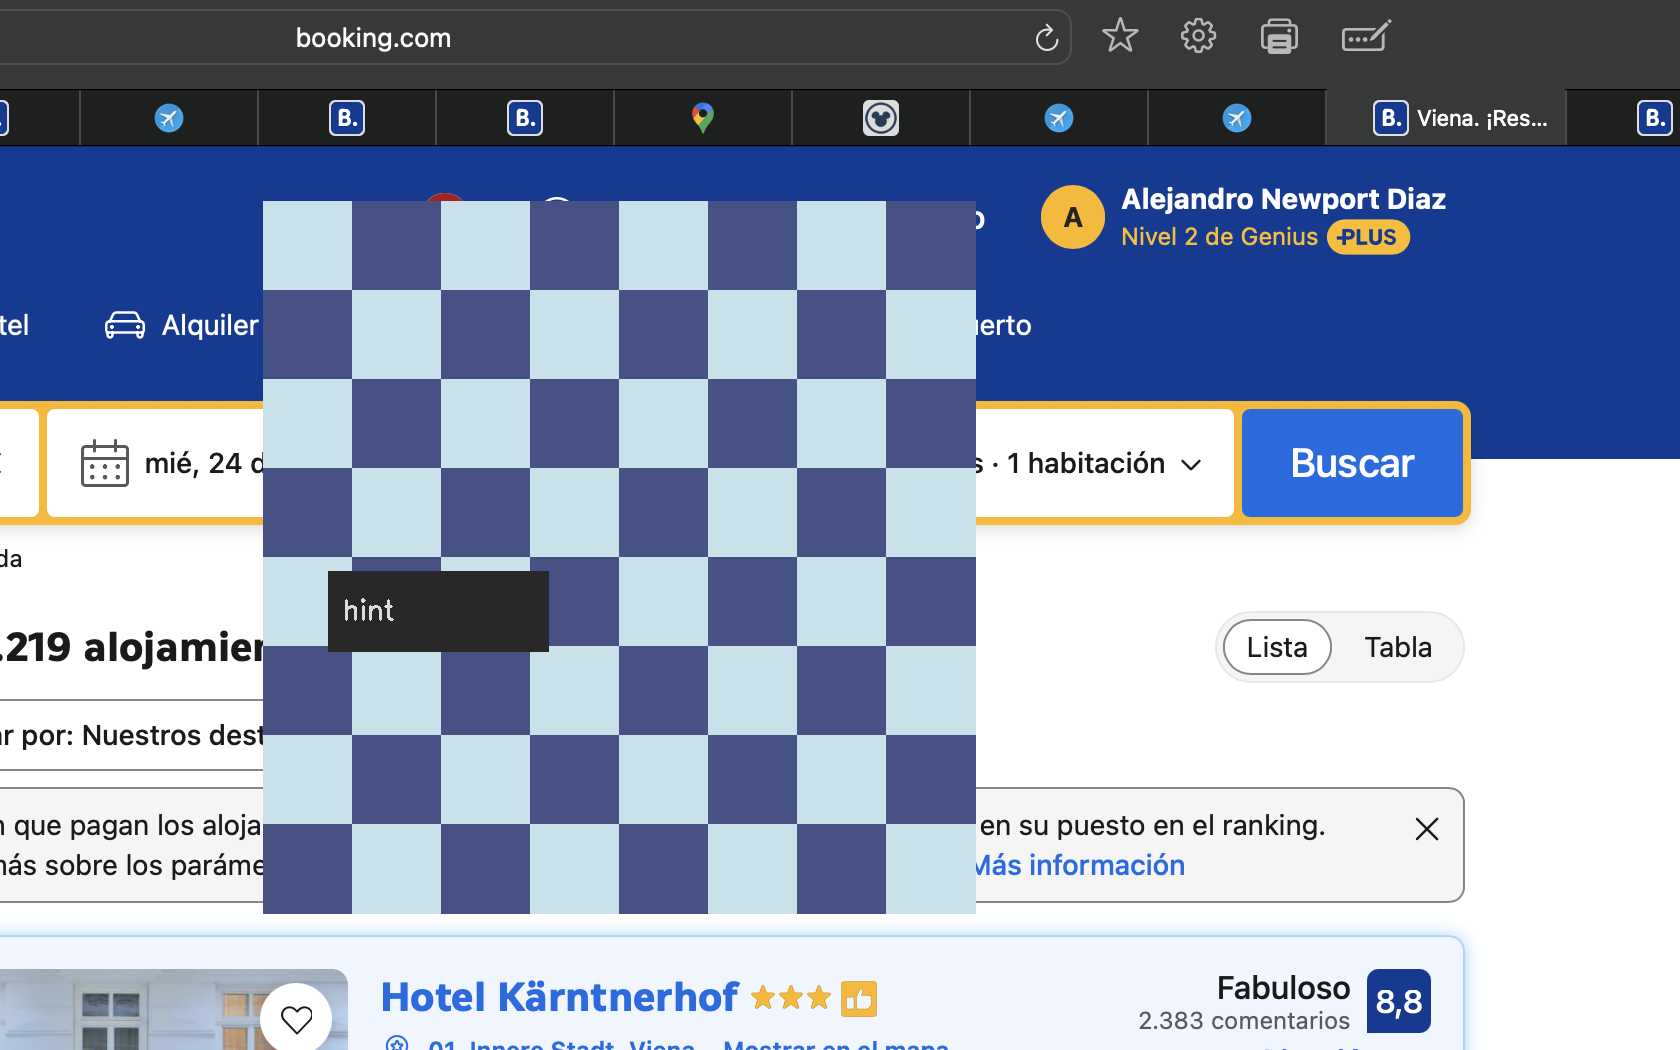 booking.com
B.
B.
B. Viena. ¡Res...
B.
A
Alejandro Newport Diaz
Nivel 2 de Genius +PLUS
tel
Alquiler
uerto
mié, 24 d
s · 1 habitación
Buscar
da
hint
.219 alojamien
Lista
Tabla
ar por: Nuestros dest
n que pagan los aloja
en su puesto en el ranking.
nás sobre los paráme
Más información
Hotel Kärntnerhof
Fabuloso
8,8
2.383 comentarios
01. Innere Stadt, Viena
Mostrar en el mapa